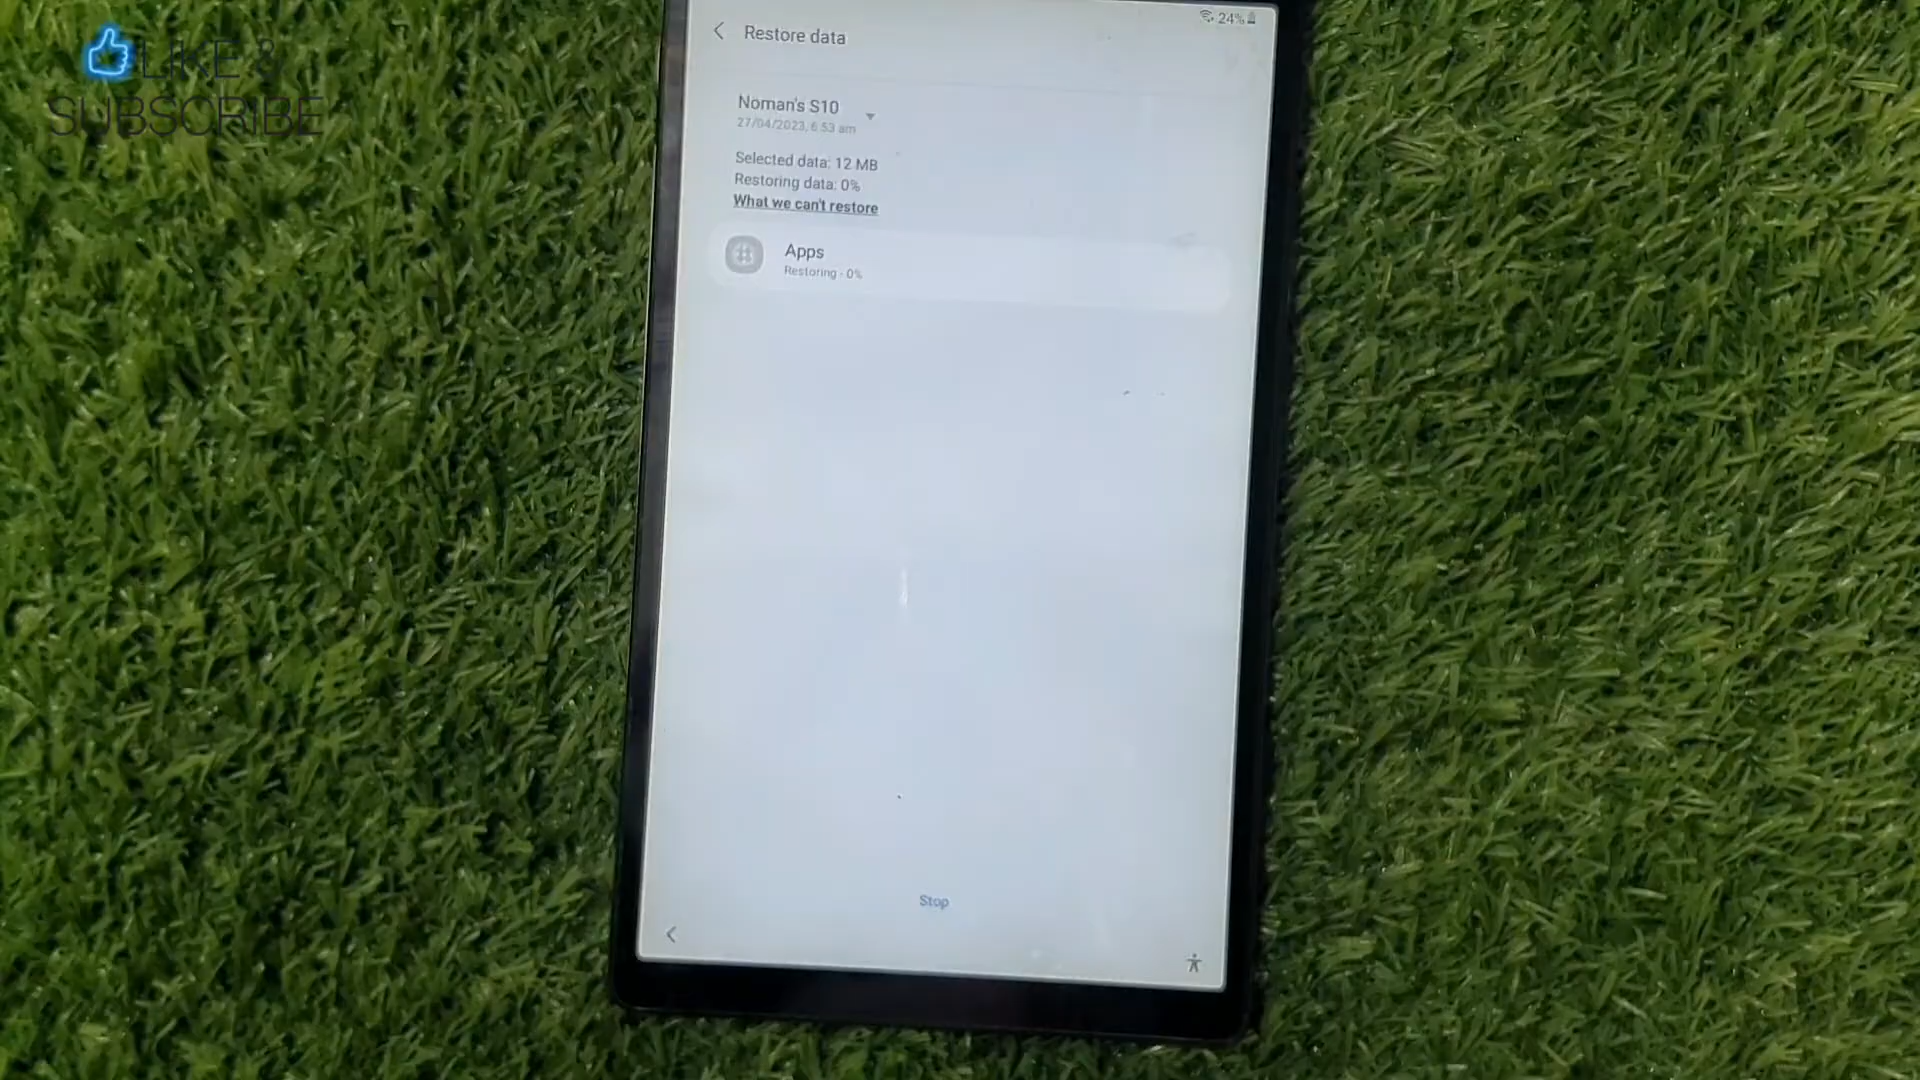 LIKE &
SUBSCRIBE
24%
Restore data
Noman's S10
27/04/2023, 6:53 am
Selected data: 12 MB
Restoring data: 0%
What we can't restore
Apps
Restoring - 0%
Stop